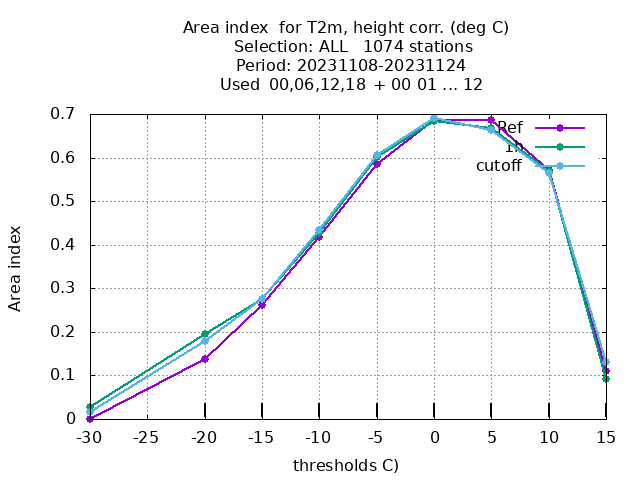 Area index  for T2m, height corr. (deg C)
Selection: ALL   1074 stations
Period: 20231108-20231124
Used  00,06,12,18  + 00 01 ... 12
Area index
0.7
0.6
0.5
0.4
0.3
0.2
0.1
0
Ref
cutoff
-30 -25 -20 -15 -10 -5 0 5 10 15
thresholds C)